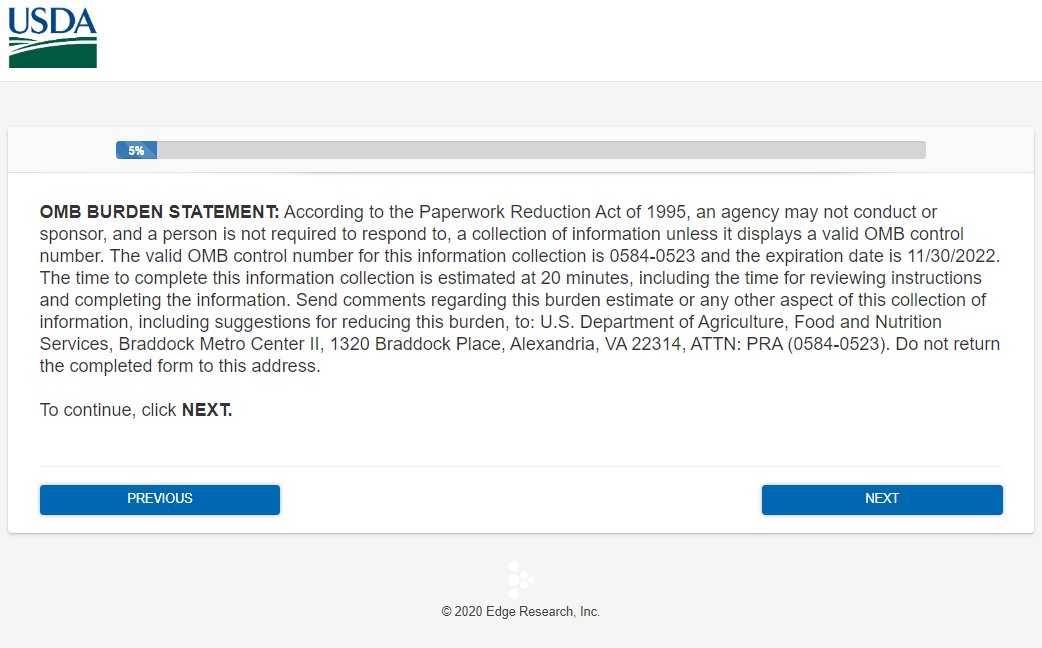 USDA
5%
OMB BURDEN STATEMENT: According to the Paperwork Reduction Act of 1995, an agency may not conduct or
sponsor, and a person is not required to respond to, a collection of information unless it displays a valid OMB control
number. The valid OMB control number for this information collection is 0584-0523 and the expiration date is 11/30/2022.
The time to complete this information collection is estimated at 20 minutes, including the time for reviewing instructions
and completing the information. Send comments regarding this burden estimate or any other aspect of this collection of
information, including suggestions for reducing this burden, to: U.S. Department of Agriculture, Food and Nutrition
Services, Braddock Metro Center II, 1320 Braddock Place, Alexandria, VA 22314, ATTN: PRA (0584-0523). Do not return
the completed form to this address.
To continue, click NEXT.
PREVIOUS
NEXT
© 2020 Edge Research, Inc.